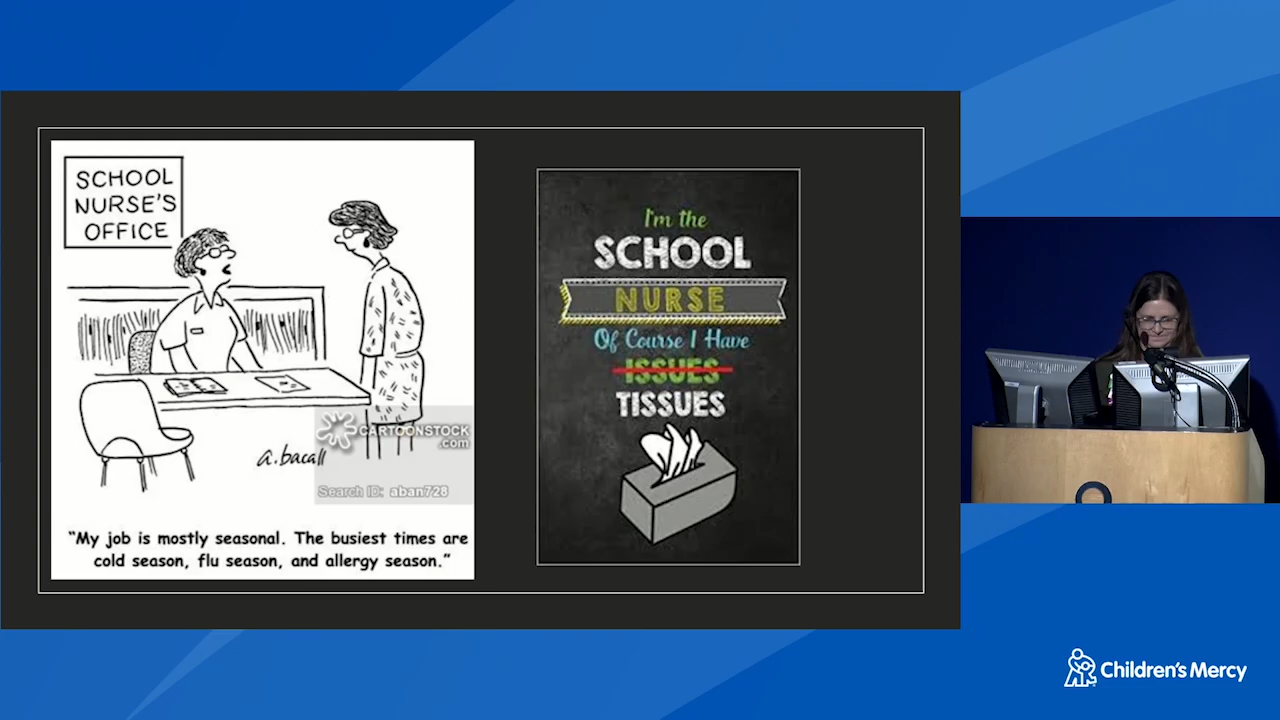 SCHOOL
NURSE'S
OFFICE
a.bacall
CARTOONSTOCK
.com
Search ID: aban728
"My job is mostly seasonal. The busiest times are
cold season, flu season, and allergy season."
I'm the
SCHOOL
NURSE
Of Course I Have
ISSUES
TISSUES
Children's Mercy